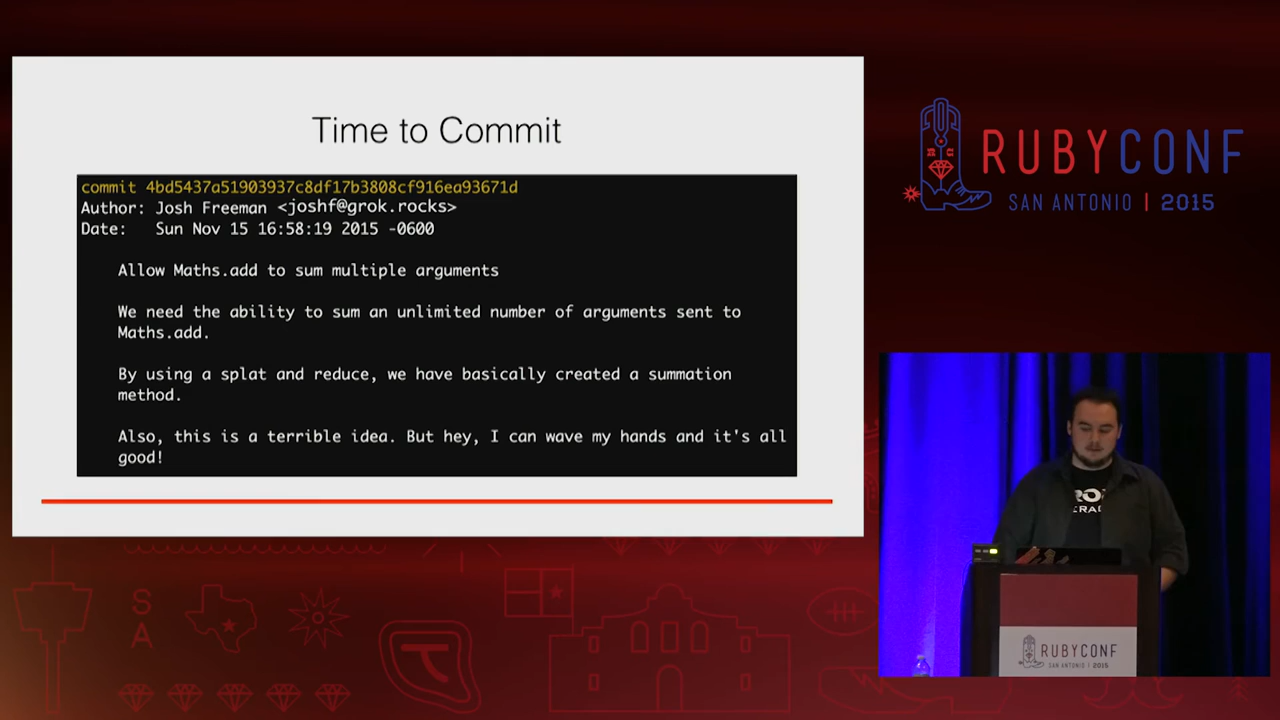 Time to Commit
commit 4bd5437a51903937c8df17b3808cf916ea93671d
Author: Josh Freeman <joshf@grok.rocks>
Date:   Sun Nov 15 16:58:19 2015 -0600
Allow Maths.add to sum multiple arguments
We need the ability to sum an unlimited number of arguments sent to
Maths.add.
By using a splat and reduce, we have basically created a summation
method.
Also, this is a terrible idea. But hey, I can wave my hands and it's all
good!
RUBYCONF
SAN ANTONIO | 2015
RUBYCONF
SAN ANTONIO | 2015
S
A